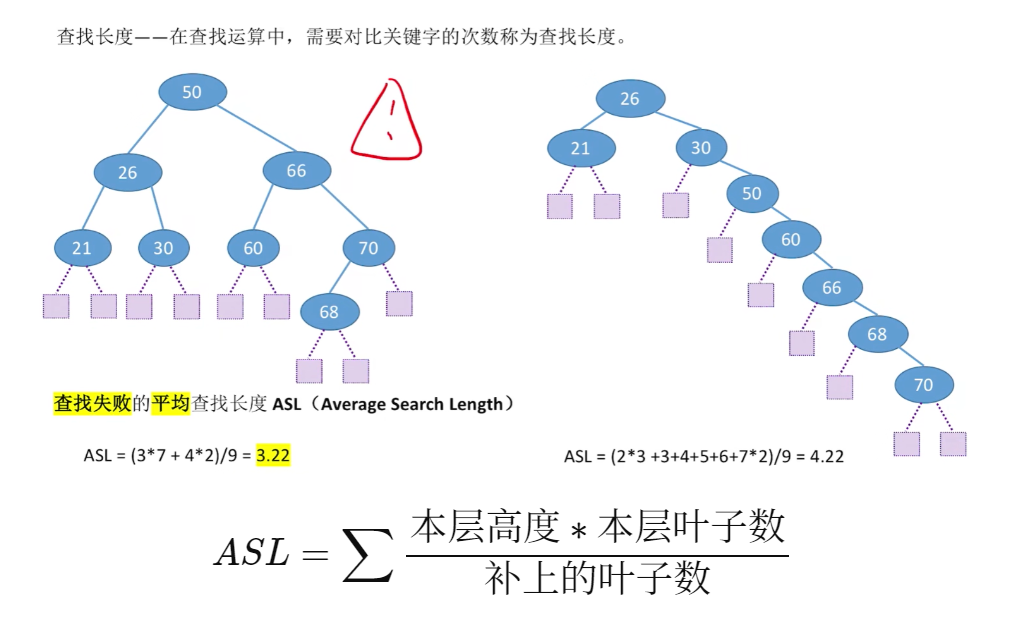 查找长度——在查找运算中，需要对比关键字的次数称为查找长度。
50
26
66
21
30
60
70
68
26
21
30
50
60
66
68
70
查找失败的平均查找长度 ASL（Average Search Length）
ASL = (3*7 + 4*2)/9 = 3.22
ASL = (2*3 +3+4+5+6+7*2)/9 = 4.22
ASL = ∑ 本层高度 * 本层叶子数
补上的叶子数